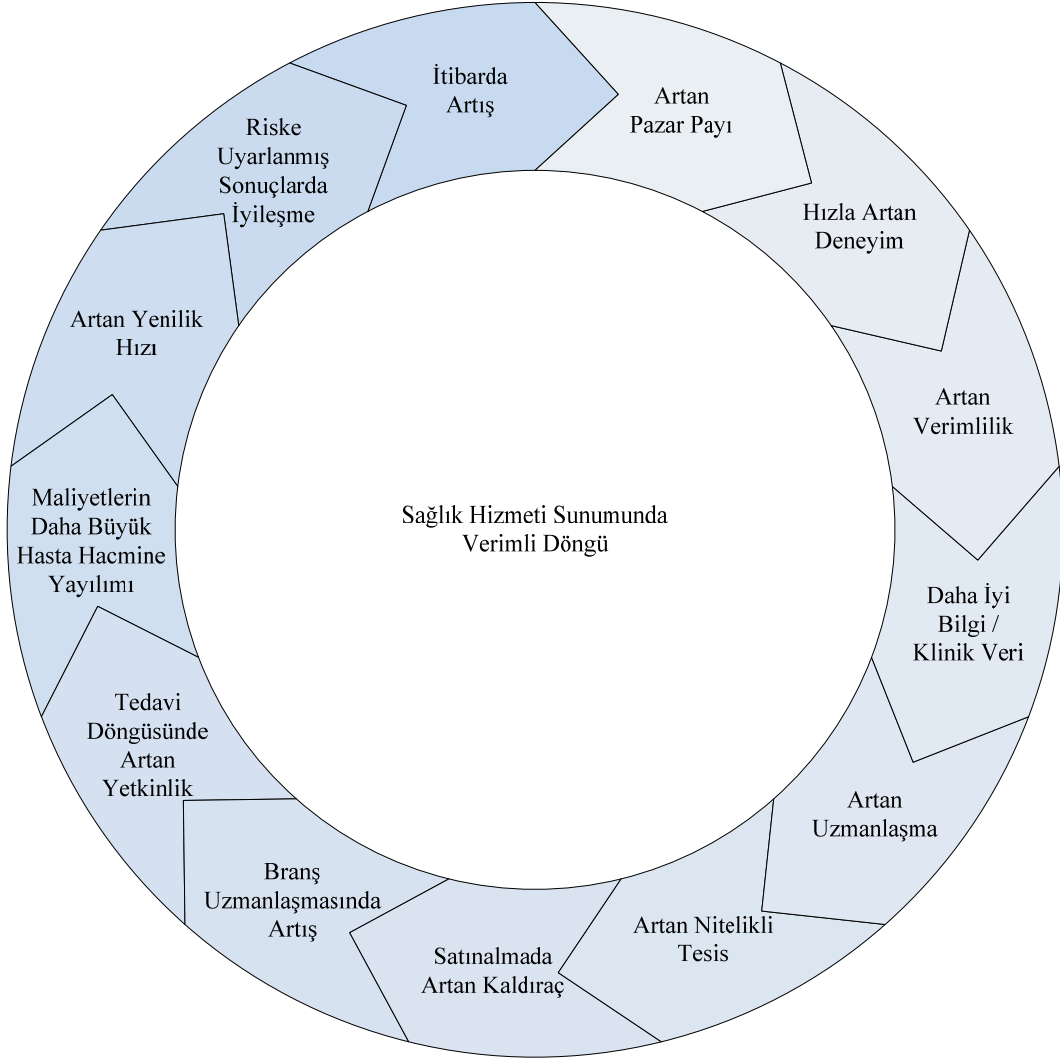 İtibarda
Artış
Artan
Pazar Payı
Hızla Artan
Deneyim
Artan
Verimlilik
Daha İyi
Bilgi /
Klinik Veri
Artan
Uzmanlaşma
Artan Nitelikli
Tesis
Satınalmada
Artan Kaldıraç
Branş
Uzmanlaşmasında
Artış
Tedavi
Döngüsünde
Artan
Yetkinlik
Maliyetlerin
Daha Büyük
Hasta Hacmine
Yayılımı
Artan Yenilik
Hızı
Riske
Uyarlanmış
Sonuçlarda
İyileşme
Sağlık Hizmeti Sunumunda
Verimli Döngü